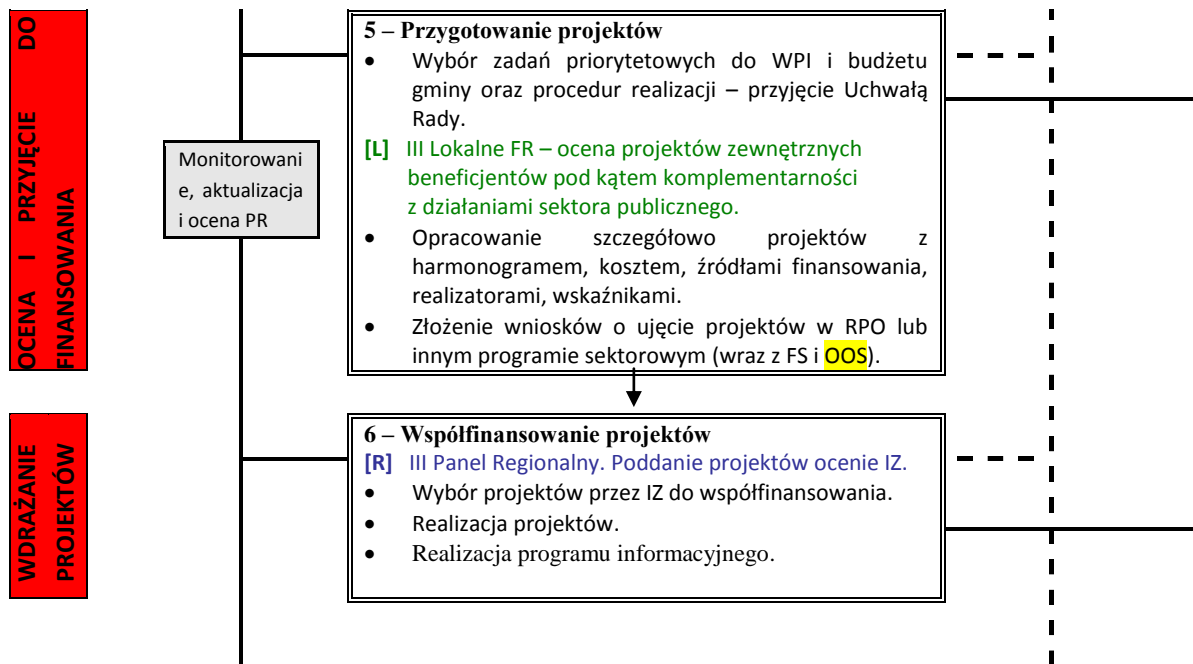 OCENA I PRZYJĘCIE DO
FINANSOWANIA
5 – Przygotowanie projektów
• Wybór zadań priorytetowych do WPI i budżetu
gminy oraz procedur realizacji – przyjęcie Uchwałą
Rady.
[L] III Lokalne FR – ocena projektów zewnętrznych
beneficjentów pod kątem komplementarności
z działaniami sektora publicznego.
• Opracowanie szczegółowo projektów z
harmonogramem, kosztem, źródłami finansowania,
realizatorami, wskaźnikami.
• Złożenie wniosków o ujęcie projektów w RPO lub
innym programie sektorowym (wraz z FS i OOS).
Monitorowani
e, aktualizacja
i ocena PR
WDRAŻANIE
PROJEKTÓW
6 – Współfinansowanie projektów
[R] III Panel Regionalny. Poddanie projektów ocenie IZ.
• Wybór projektów przez IZ do współfinansowania.
• Realizacja projektów.
• Realizacja programu informacyjnego.